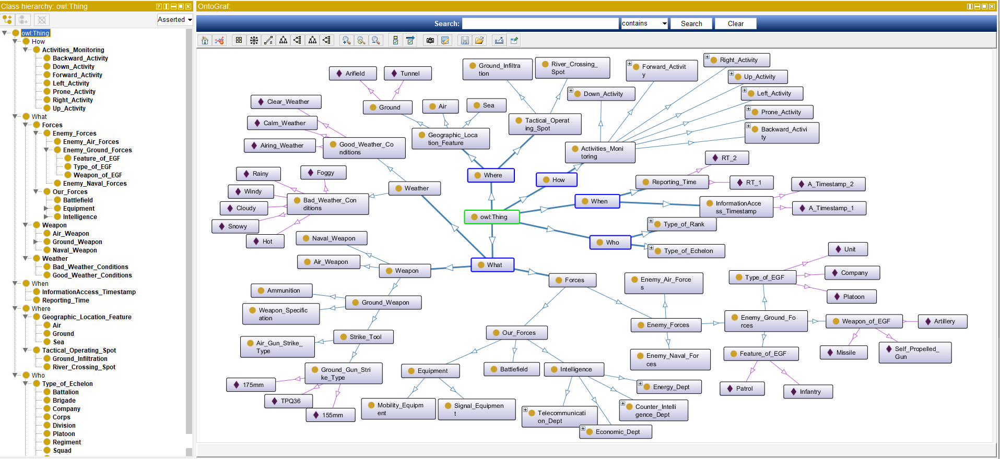 Class hierarchy: owl:Thing
Asserted
owl:Thing
How
Activities_Monitoring
Backward_Activity
Down_Activity
Forward_Activity
Left_Activity
Prone_Activity
Right_Activity
Up_Activity
What
Forces
Enemy_Forces
Enemy_Air_Forces
Enemy_Ground_Forces
Feature_of_EGF
Type_of_EGF
Weapon_of_EGF
Enemy_Naval_Forces
Our_Forces
Battlefield
Equipment
Intelligence
Weapon
Air_Weapon
Ground_Weapon
Naval_Weapon
Weather
Bad_Weather_Conditions
Good_Weather_Conditions
When
InformationAccess_Timestamp
Reporting_Time
Where
Geographic_Location_Feature
Air
Ground
Sea
Tactical_Operating_Spot
Ground_Infiltration
River_Crossing_Spot
Who
Type_of_Echelon
Battalion
Brigade
Company
Corps
Division
Platoon
Regiment
Squad
OntoGraf:
Search:
contains
Search
Clear
Arifield
Tunnel
Ground_Infiltra
tion
River_Crossing_
Spot
Forward_Activit
y
Right_Activity
Up_Activity
Left_Activity
Prone_Activity
Backward_Activi
ty
Down_Activity
Clear_Weather
Calm_Weather
Airing_Weather
Ground
Air
Sea
Tactical_Operat
ing_Spot
Geographic_Loca
tion_Feature
Good_Weather_Co
nditions
Activities_Moni
toring
RT_2
Rainy
Foggy
Windy
Cloudy
Snowy
Hot
Bad_Weather_Con
ditions
Weather
Where
How
Reporting_Time
RT_1
A_Timestamp_2
When
InformationAcce
ss_Timestamp
A_Timestamp_1
owl:Thing
Type_of_Rank
Who
Type_of_Echelon
Naval_Weapon
Air_Weapon
Weapon
What
Forces
Enemy_Air_Force
s
Type_of_EGF
Unit
Company
Platoon
Ammunition
Weapon_Specific
ation
Ground_Weapon
Strike_Tool
Air_Gun_Strike_
Type
Our_Forces
Enemy_Forces
Enemy_Ground_Fo
rces
Weapon_of_EGF
Artillery
Missile
Self_Propelled_
Gun
Enemy_Naval_For
ces
Feature_of_EGF
Patrol
Infantry
Ground_Gun_Stri
ke_Type
175mm
TPQ36
155mm
Equipment
Battlefield
Intelligence
Mobility_Equipm
ent
Signal_Equipmen
t
Energy_Dept
Counter_Intelli
gence_Dept
Telecommunicati
on_Dept
Economic_Dept